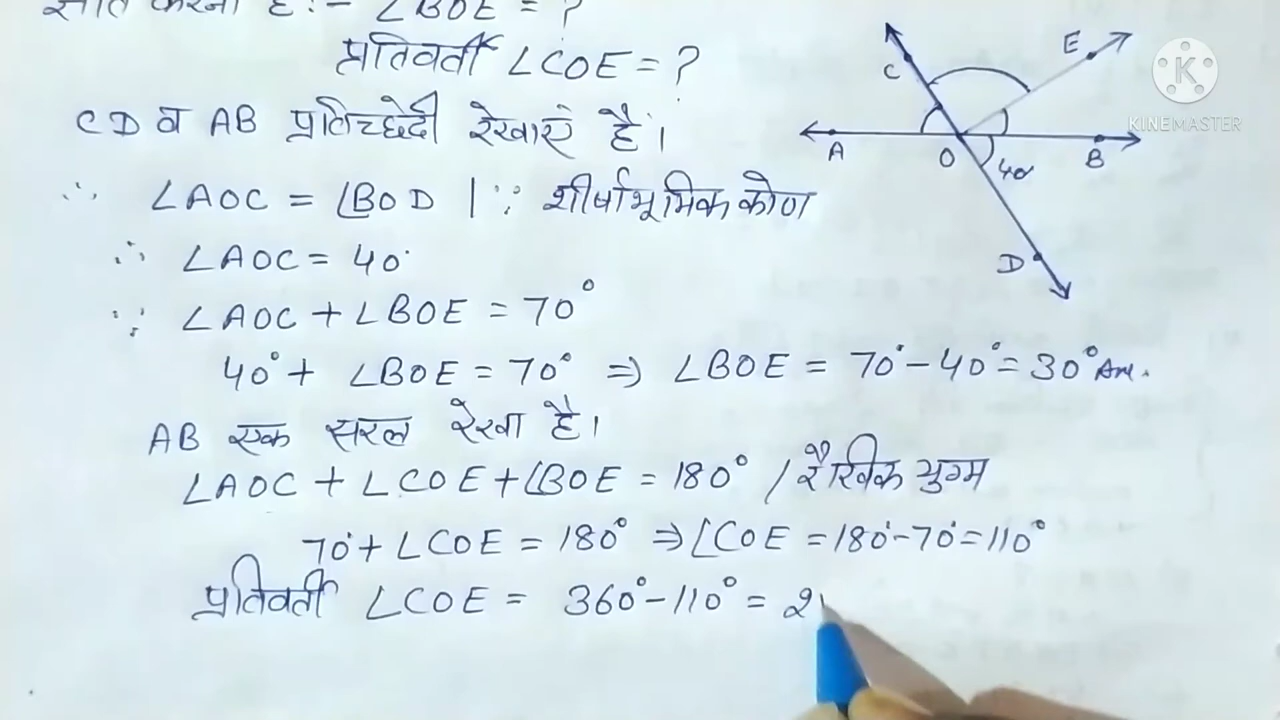 ज्ञात करना है:- ∠BOE = ?
प्रतिवर्ती ∠COE = ?
CD व AB प्रतिच्छेदी रेखाएं है।
∴ ∠AOC = ∠BOD | ∵ शीर्षाभूमिक कोण
∴ ∠AOC = 40°
∵ ∠AOC + ∠BOE = 70°
40° + ∠BOE = 70° ⇒ ∠BOE = 70° - 40° = 30° Ans.
AB एक सरल रेखा है।
∠AOC + ∠COE + ∠BOE = 180° / रैखिक युग्म
70° + ∠COE = 180° ⇒ ∠COE = 180° - 70° = 110°
प्रतिवर्ती ∠COE = 360° - 110° = 2
C
E
A
O
B
40°
D
K
KINEMASTER